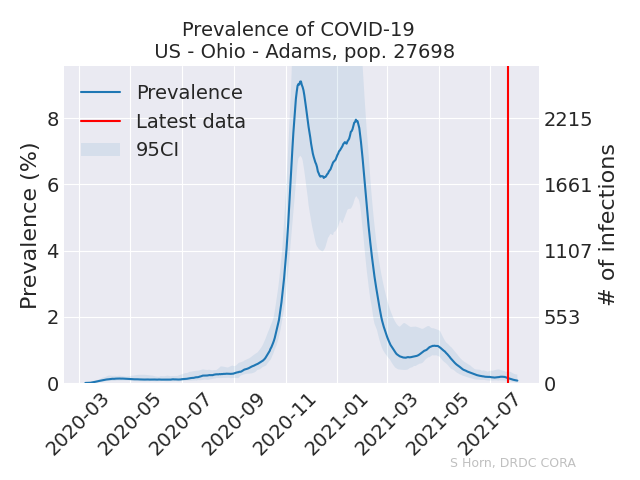 Prevalence of COVID-19
US - Ohio - Adams, pop. 27698
Prevalence
Latest data
95CI
Prevalence (%)
0
2
4
6
8
# of infections
0
553
1107
1661
2215
2020-03
2020-05
2020-07
2020-09
2020-11
2021-01
2021-03
2021-05
2021-07
S Horn, DRDC CORA